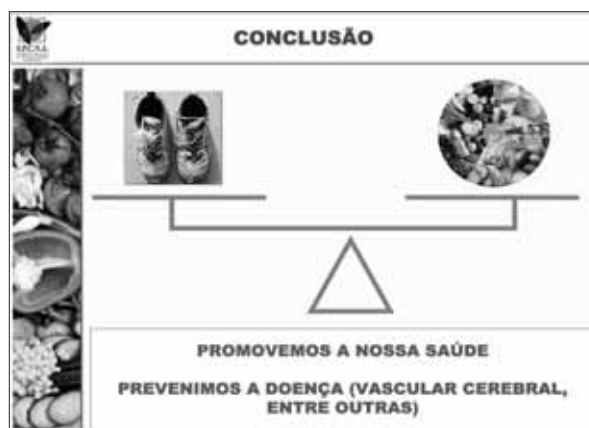 CONCLUSÃO
PROMOVEMOS A NOSSA SAÚDE
PREVENIMOS A DOENÇA (VASCULAR CEREBRAL,
ENTRE OUTRAS)